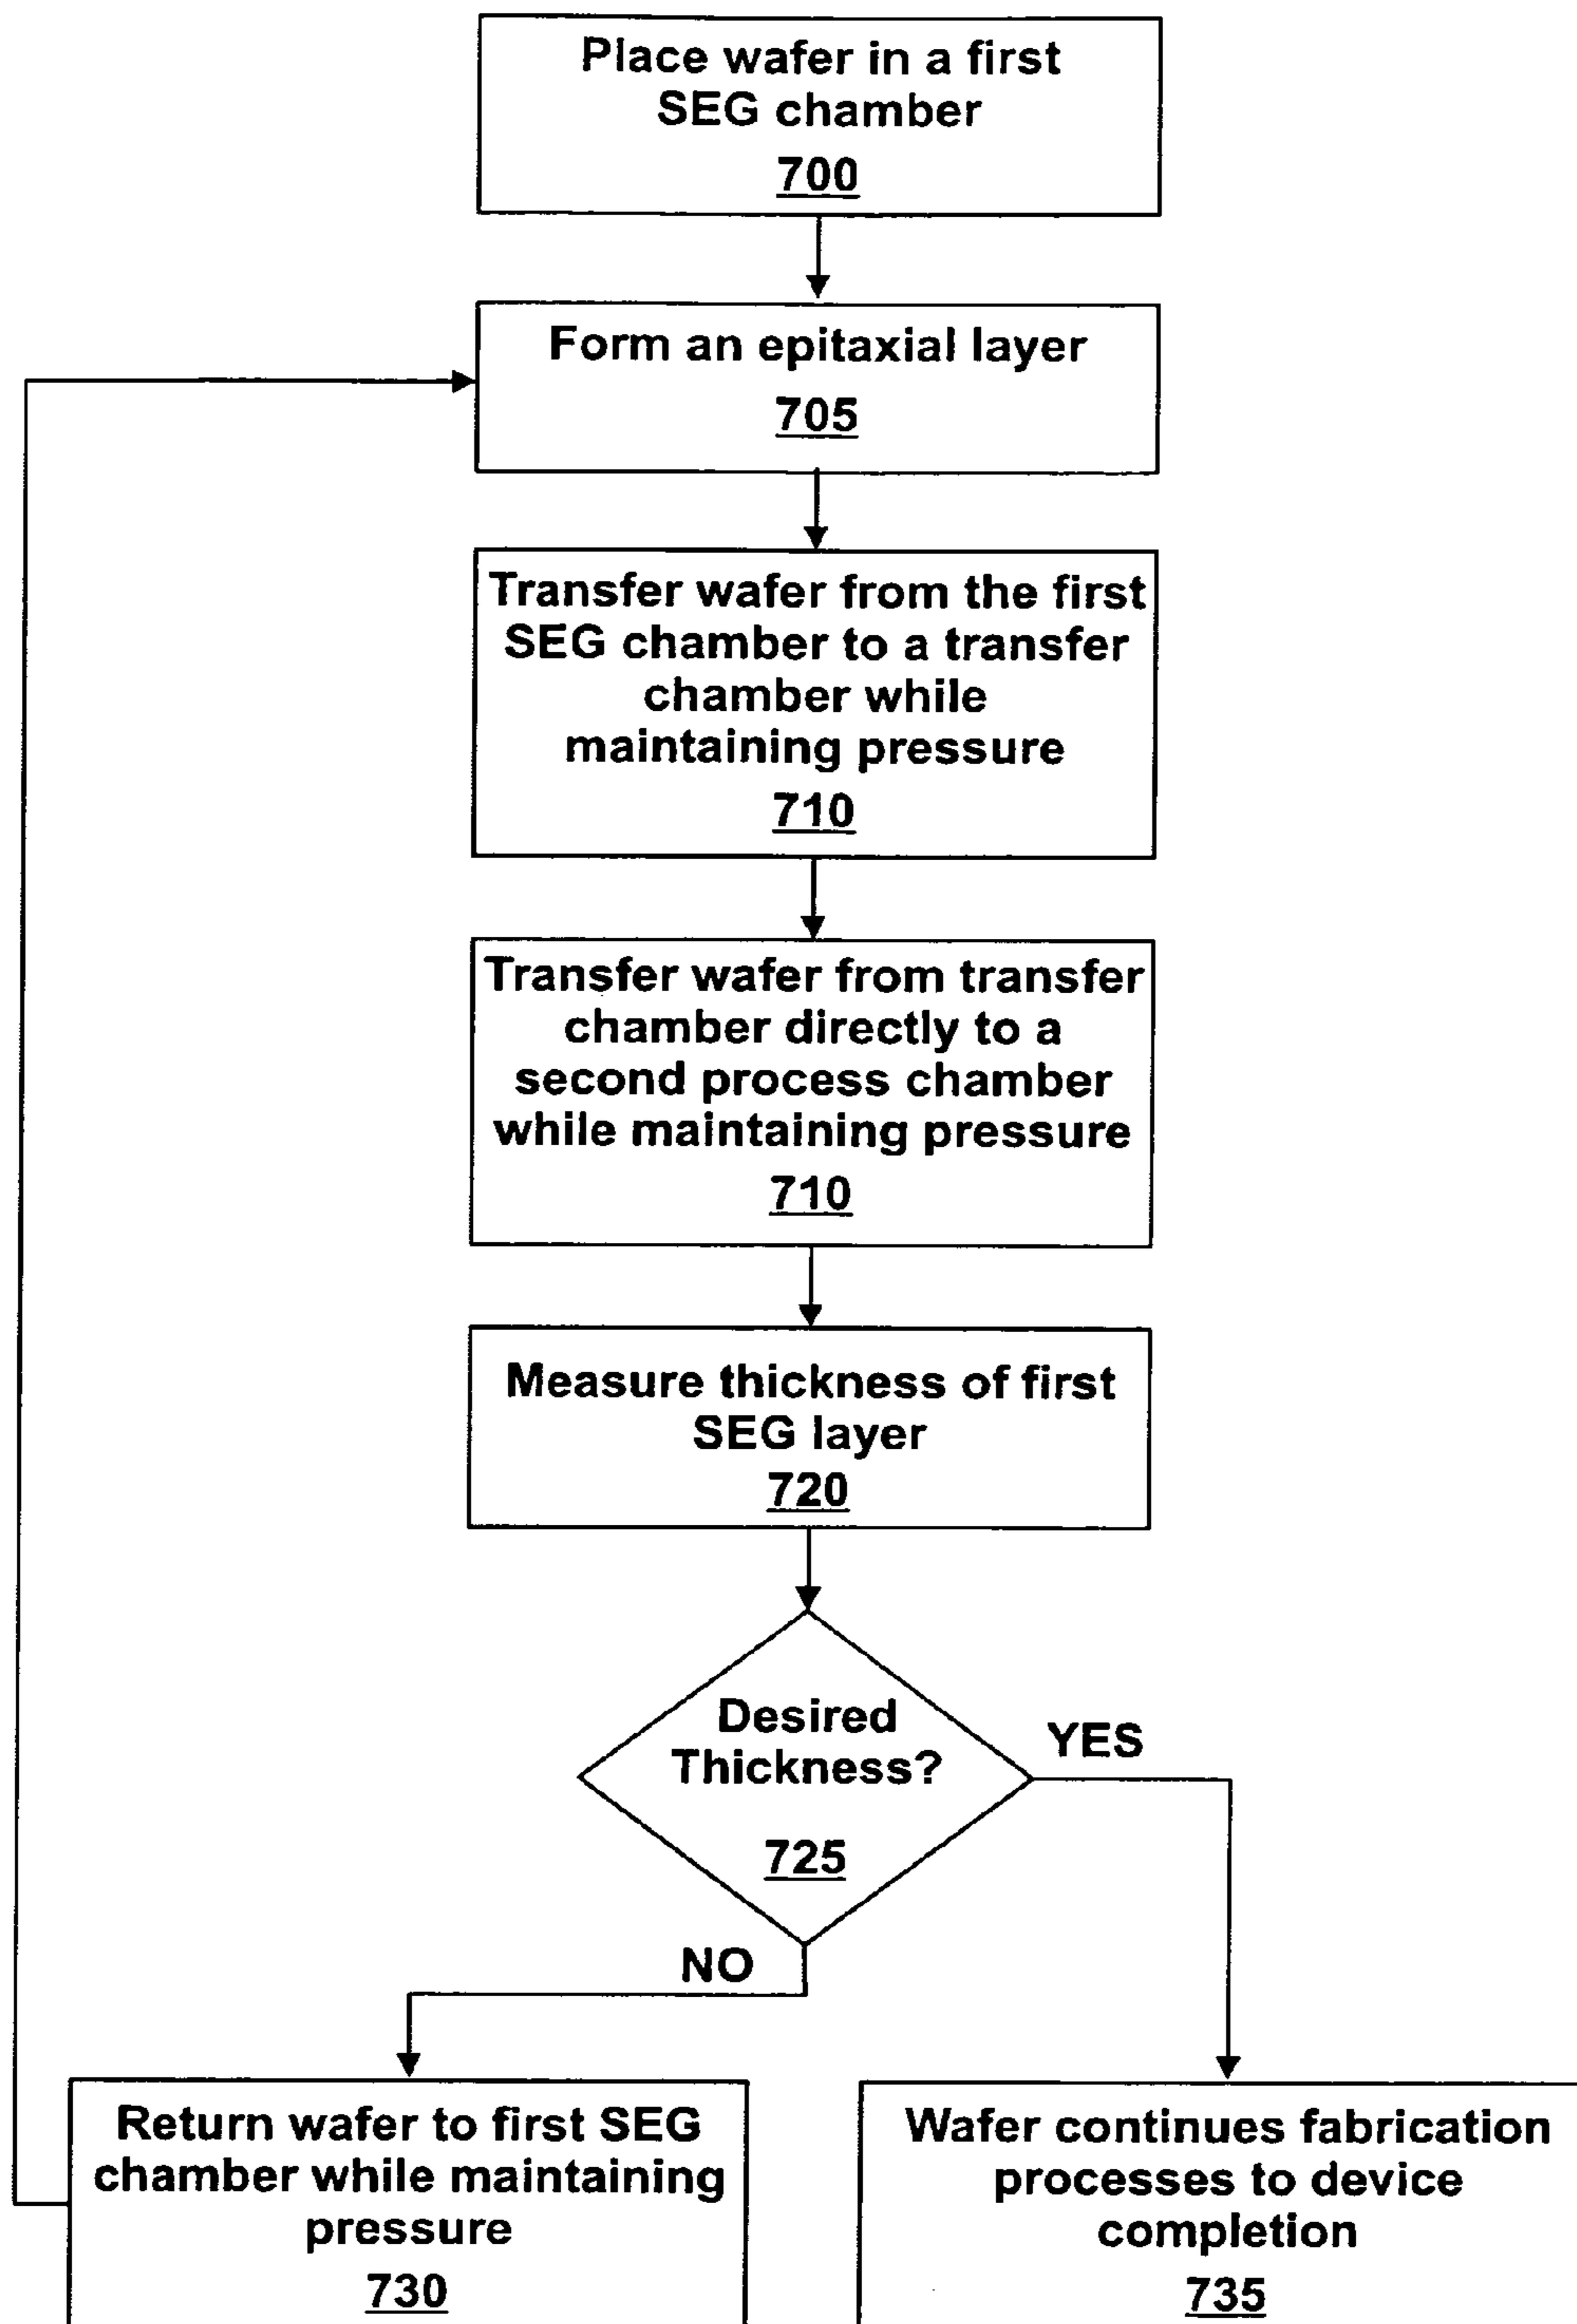 Place wafer in a first
SEG chamber
700
Form an epitaxial layer
705
Transfer wafer from the first
SEG chamber to a transfer
chamber while
maintaining pressure
710
Transfer wafer from transfer
chamber directly to a
second process chamber
while maintaining pressure
710
Measure thickness of first
SEG layer
720
Desired
Thickness?
725
YES
NO
Return wafer to first SEG
chamber while maintaining
pressure
730
Wafer continues fabrication
processes to device
completion
735